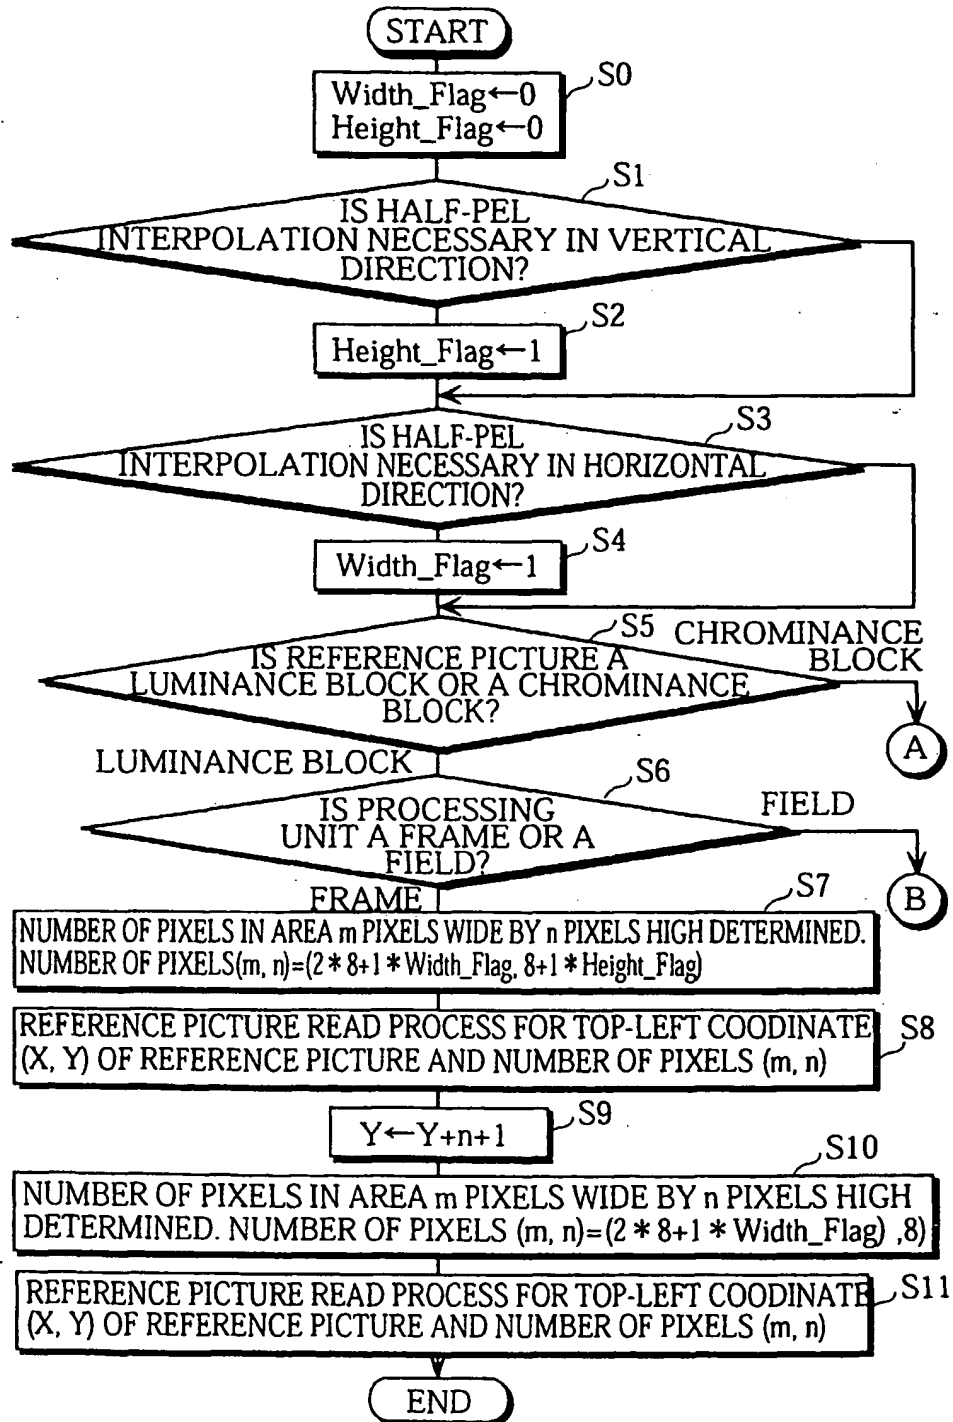 START
S0
Width_Flag←0
Height_Flag←0
S1
IS HALF-PEL
INTERPOLATION NECESSARY IN VERTICAL
DIRECTION?
S2
Height_Flag←1
S3
IS HALF-PEL
INTERPOLATION NECESSARY IN HORIZONTAL
DIRECTION?
S4
Width_Flag←1
S5
CHROMINANCE
BLOCK
IS REFERENCE PICTURE A
LUMINANCE BLOCK OR A CHROMINANCE
BLOCK?
A
LUMINANCE BLOCK
S6
IS PROCESSING
UNIT A FRAME OR A
FIELD?
FIELD
B
FRAME
S7
NUMBER OF PIXELS IN AREA m PIXELS WIDE BY n PIXELS HIGH DETERMINED.
NUMBER OF PIXELS(m, n)=(2*8+1*Width_Flag, 8+1*Height_Flag)
S8
REFERENCE PICTURE READ PROCESS FOR TOP-LEFT COODINATE
(X, Y) OF REFERENCE PICTURE AND NUMBER OF PIXELS (m, n)
S9
Y←Y+n+1
S10
NUMBER OF PIXELS IN AREA m PIXELS WIDE BY n PIXELS HIGH
DETERMINED. NUMBER OF PIXELS (m, n)=(2*8+1*Width_Flag) ,8)
S11
REFERENCE PICTURE READ PROCESS FOR TOP-LEFT COODINATE
(X, Y) OF REFERENCE PICTURE AND NUMBER OF PIXELS (m, n)
END